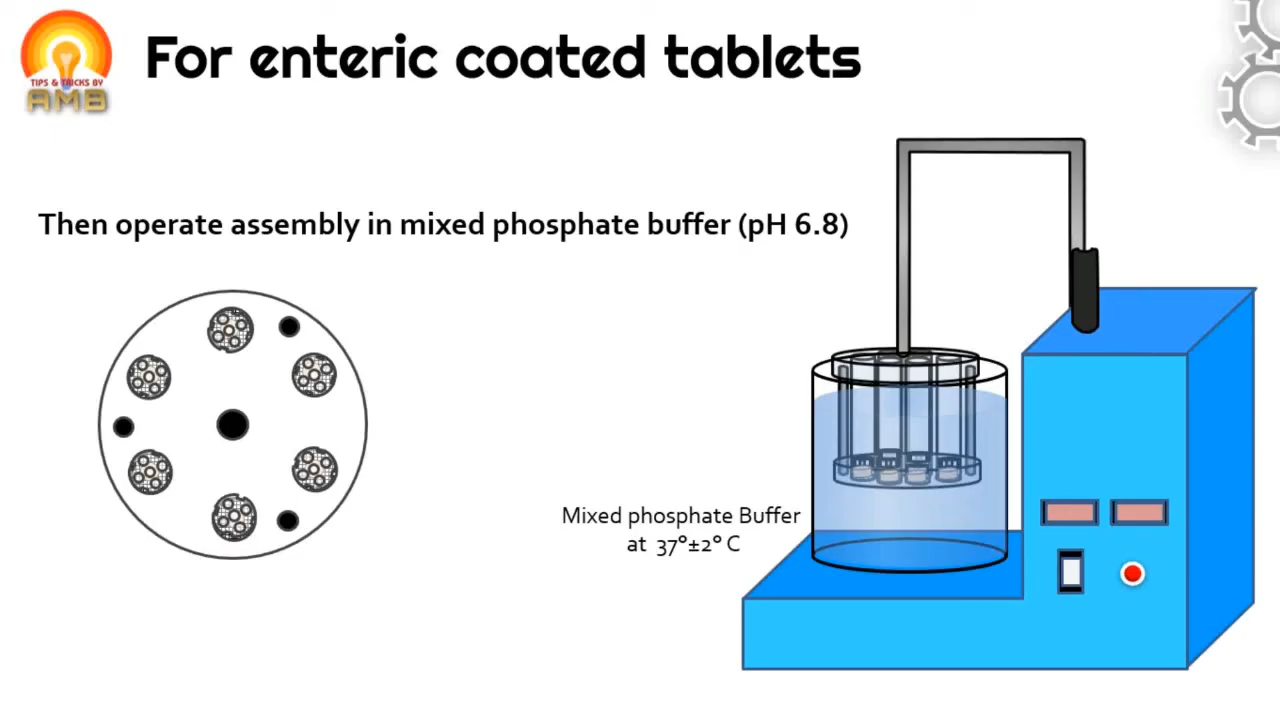 For enteric coated tablets
TIPS & TRICKS BY
AMB
Then operate assembly in mixed phosphate buffer (pH 6.8)
Mixed phosphate Buffer
at 37°±2° C